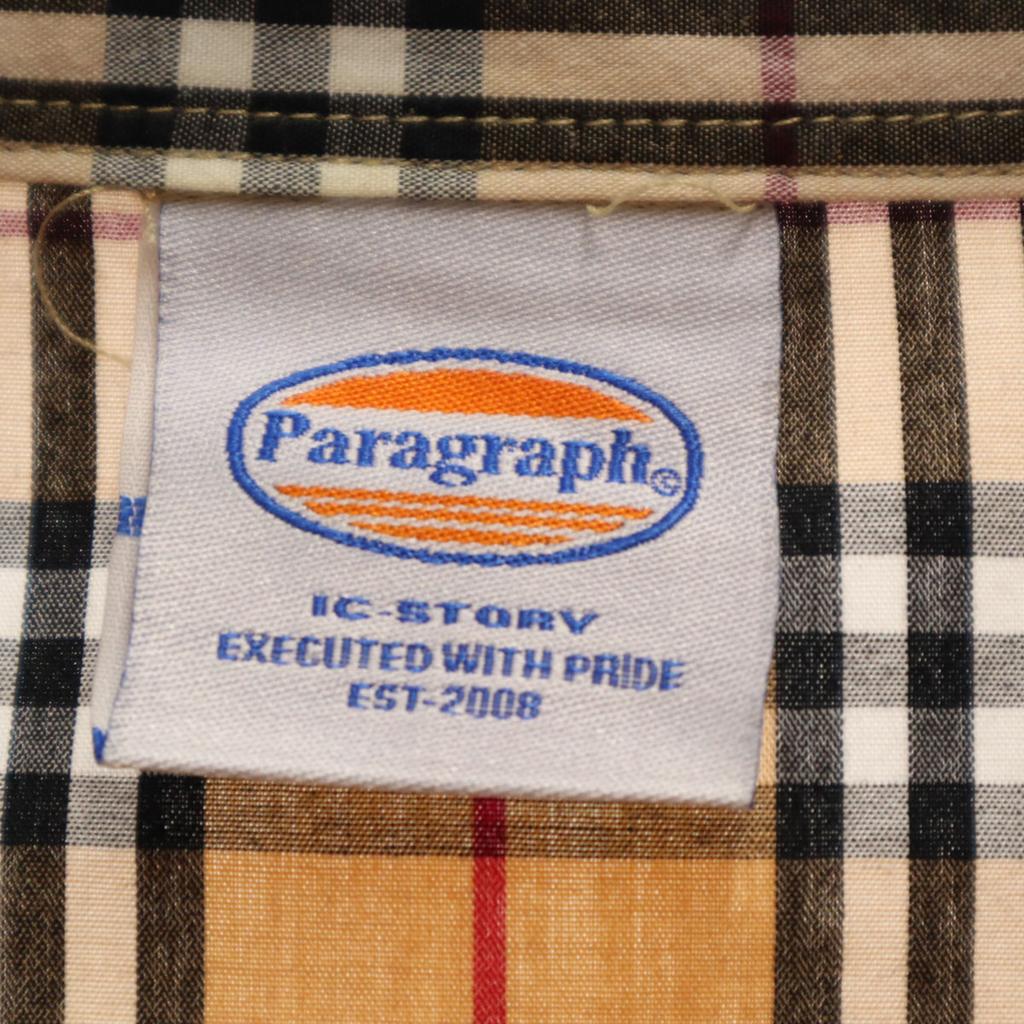 Paragraph©
IC-STORY
EXECUTED WITH PRIDE
EST-2008